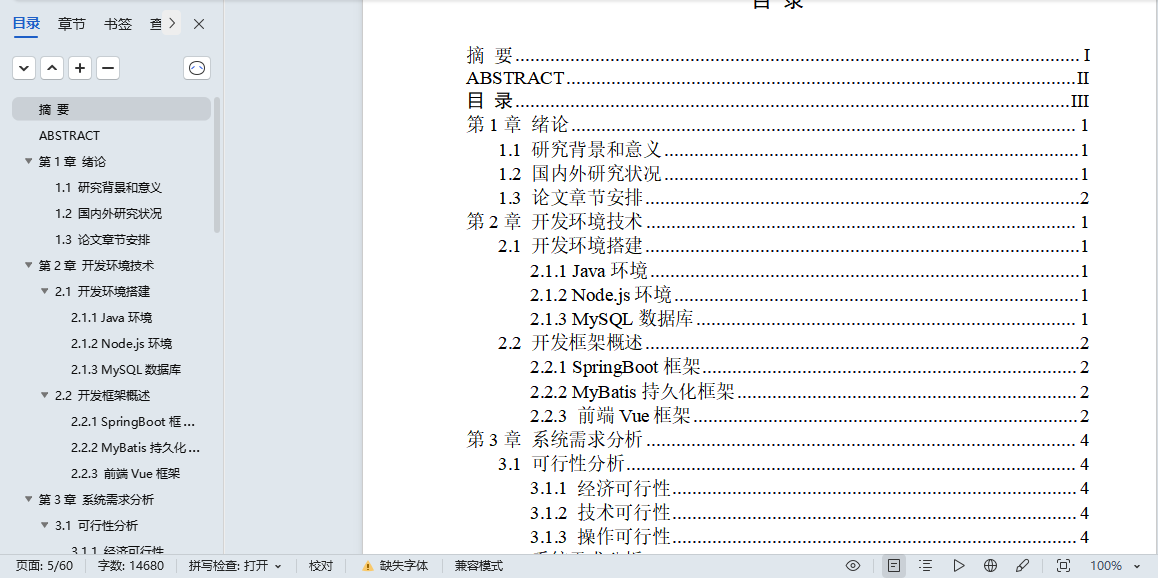 目录 章节 书签 查
摘 要
ABSTRACT
第 1 章 绪论
1.1 研究背景和意义
1.2 国内外研究状况
1.3 论文章节安排
第 2 章 开发环境技术
2.1 开发环境搭建
2.1.1 Java 环境
2.1.2 Node.js 环境
2.1.3 MySQL 数据库
2.2 开发框架概述
2.2.1 SpringBoot 框 ...
2.2.2 MyBatis 持久化 ...
2.2.3 前端 Vue 框架
第 3 章 系统需求分析
3.1 可行性分析
3.1.1 经济可行性
目 录
摘 要 I
ABSTRACT II
目 录 III
第 1 章 绪论 1
1.1 研究背景和意义 1
1.2 国内外研究状况 1
1.3 论文章节安排 2
第 2 章 开发环境技术 1
2.1 开发环境搭建 1
2.1.1 Java 环境 1
2.1.2 Node.js 环境 1
2.1.3 MySQL 数据库 1
2.2 开发框架概述 2
2.2.1 SpringBoot 框架 2
2.2.2 MyBatis 持久化框架 2
2.2.3 前端 Vue 框架 2
第 3 章 系统需求分析 4
3.1 可行性分析 4
3.1.1 经济可行性 4
3.1.2 技术可行性 4
3.1.3 操作可行性 4
页面: 5/60 字数: 14680 拼写检查: 打开 校对 缺失字体 兼容模式 100%